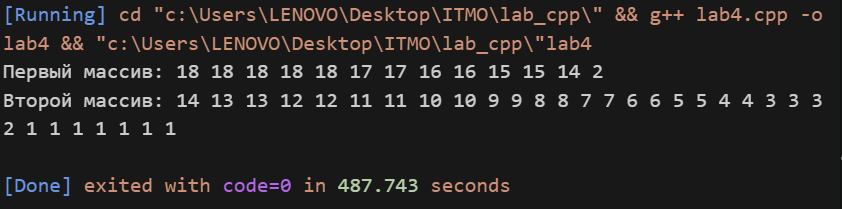 [Running] cd "c:\Users\LENOVO\Desktop\ITMO\lab_cpp\" && g++ lab4.cpp -o
lab4 && "c:\Users\LENOVO\Desktop\ITMO\lab_cpp\"lab4
Первый массив: 18 18 18 18 18 17 17 16 16 15 15 14 2
Второй массив: 14 13 13 12 12 11 11 10 10 9 9 8 8 7 7 6 6 5 5 4 4 3 3 3
2 1 1 1 1 1 1 1
[Done] exited with code=0 in 487.743 seconds